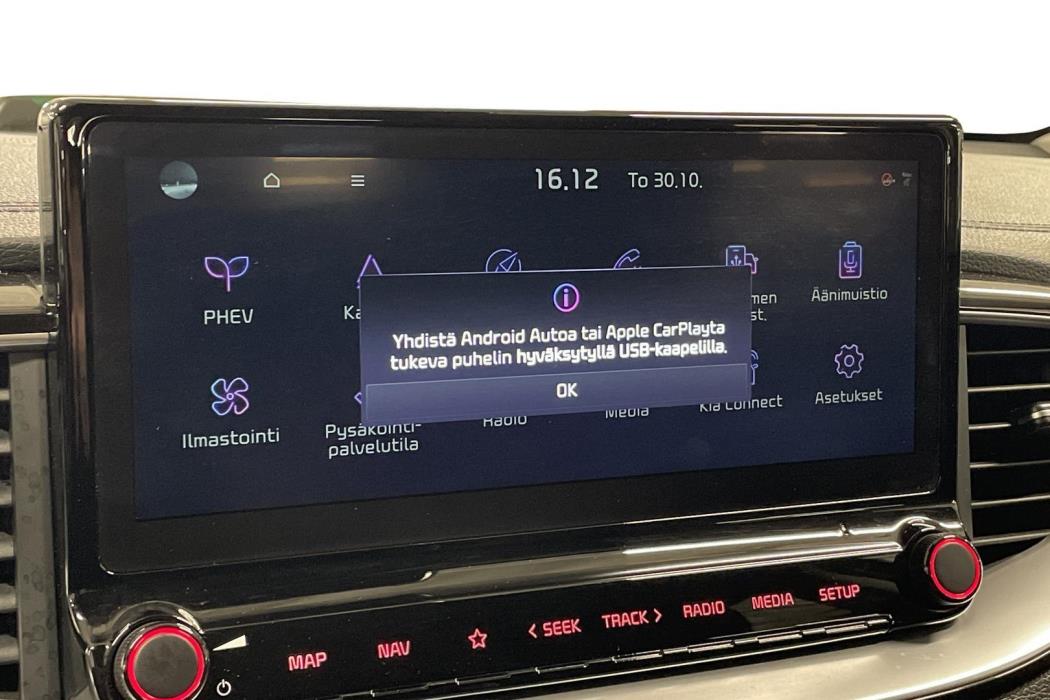 16.12 To 30.10.
PHEV
Äänimuistio
Yhdistä Android Autoa tai Apple CarPlayta
tukeva puhelin hyväksytyllä USB-kaapelilla.
OK
Ilmastointi
Pysäköinti-
palvelutila
Radio
Media
Kia Connect
Asetukset
MAP
NAV
< SEEK
TRACK >
RADIO
MEDIA
SETUP